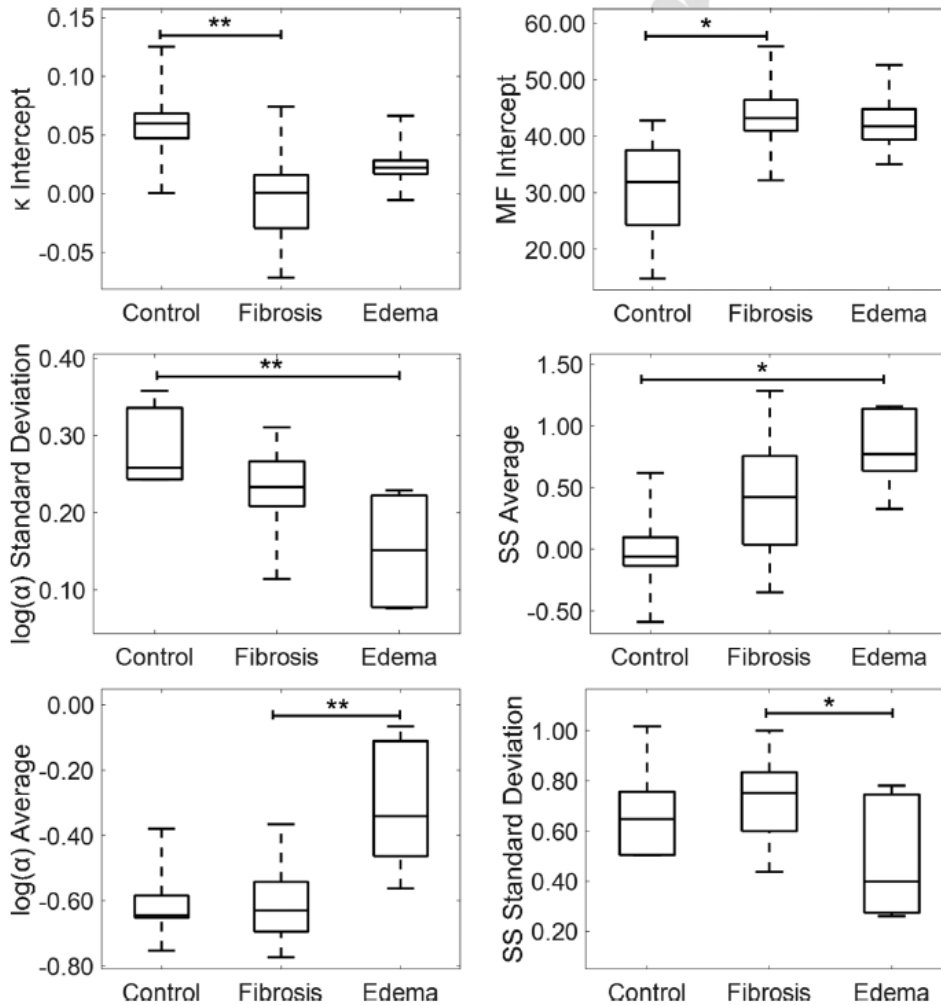 κ Intercept
0.15
0.10
0.05
0.00
-0.05
**
Control Fibrosis Edema
MF Intercept
60.00
50.00
40.00
30.00
20.00
*
Control Fibrosis Edema
log(α) Standard Deviation
0.40
0.30
0.20
0.10
**
Control Fibrosis Edema
SS Average
1.50
1.00
0.50
0.00
-0.50
*
Control Fibrosis Edema
log(α) Average
0.00
-0.20
-0.40
-0.60
-0.80
**
Control Fibrosis Edema
SS Standard Deviation
1.00
0.80
0.60
0.40
0.20
*
Control Fibrosis Edema